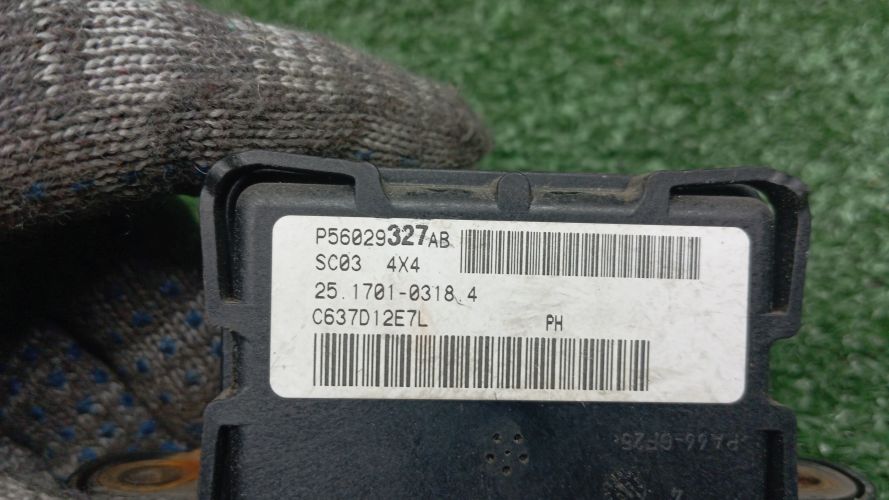 P56029327AB
SC03 4X4
25.1701-0318.4
C637D12E7L PH